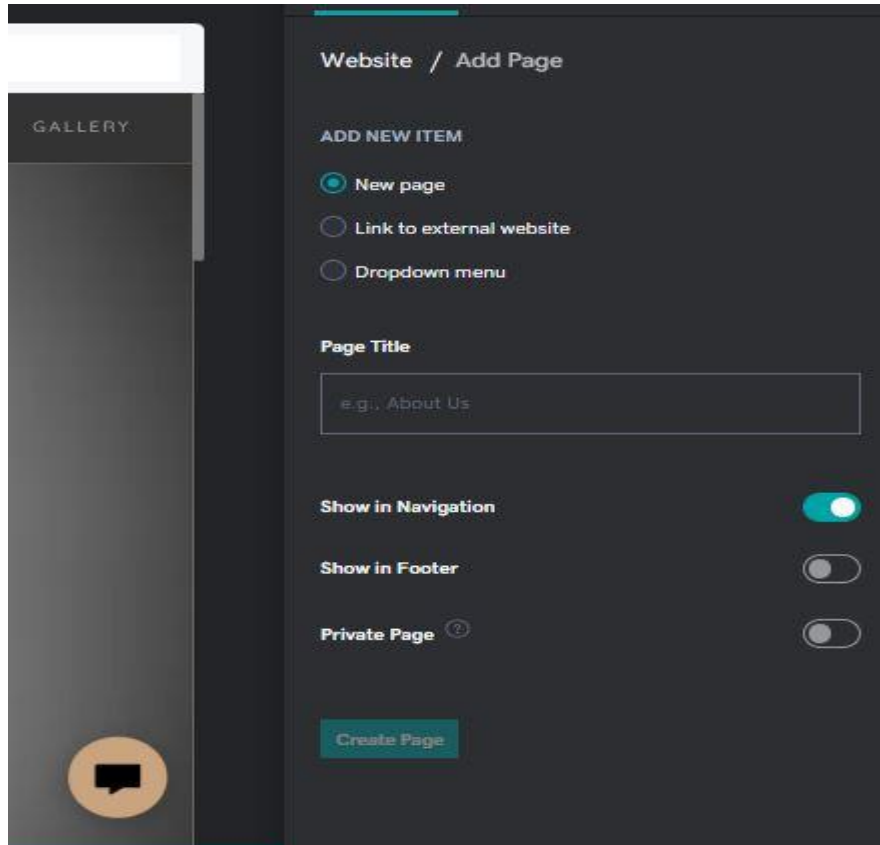 Website / Add Page
GALLERY
ADD NEW ITEM
New page
Link to external website
Dropdown menu
Page Title
e.g., About Us
Show in Navigation
Show in Footer
Private Page ?
Create Page